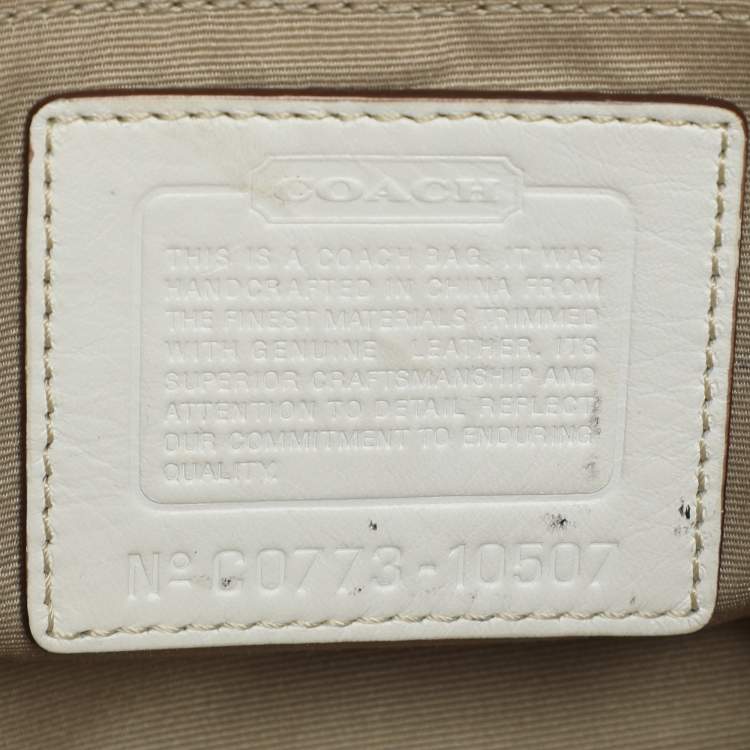 COACH
THIS IS A COACH BAG. IT WAS
HANDCRAFTED IN CHINA FROM
THE FINEST MATERIALS TRIMMED
WITH GENUINE LEATHER. ITS
SUPERIOR CRAFTSMANSHIP AND
ATTENTION TO DETAIL REFLECT
OUR COMMITMENT TO ENDURING
QUALITY.
Nº C0773-10507